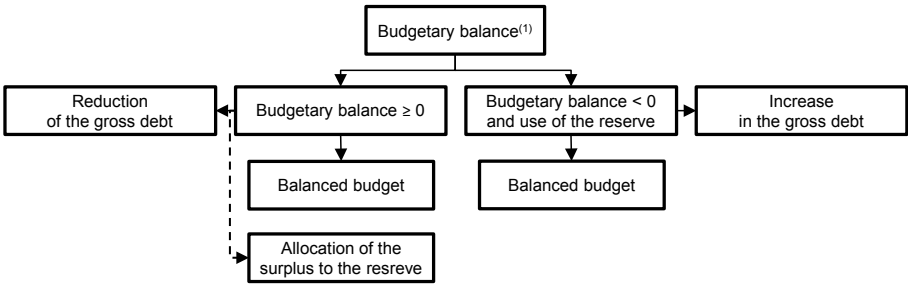 Budgetary balance(1)
Reduction
of the gross debt
Budgetary balance ≥ 0
Budgetary balance < 0
and use of the reserve
Increase
in the gross debt
Balanced budget
Balanced budget
Allocation of the
surplus to the resreve